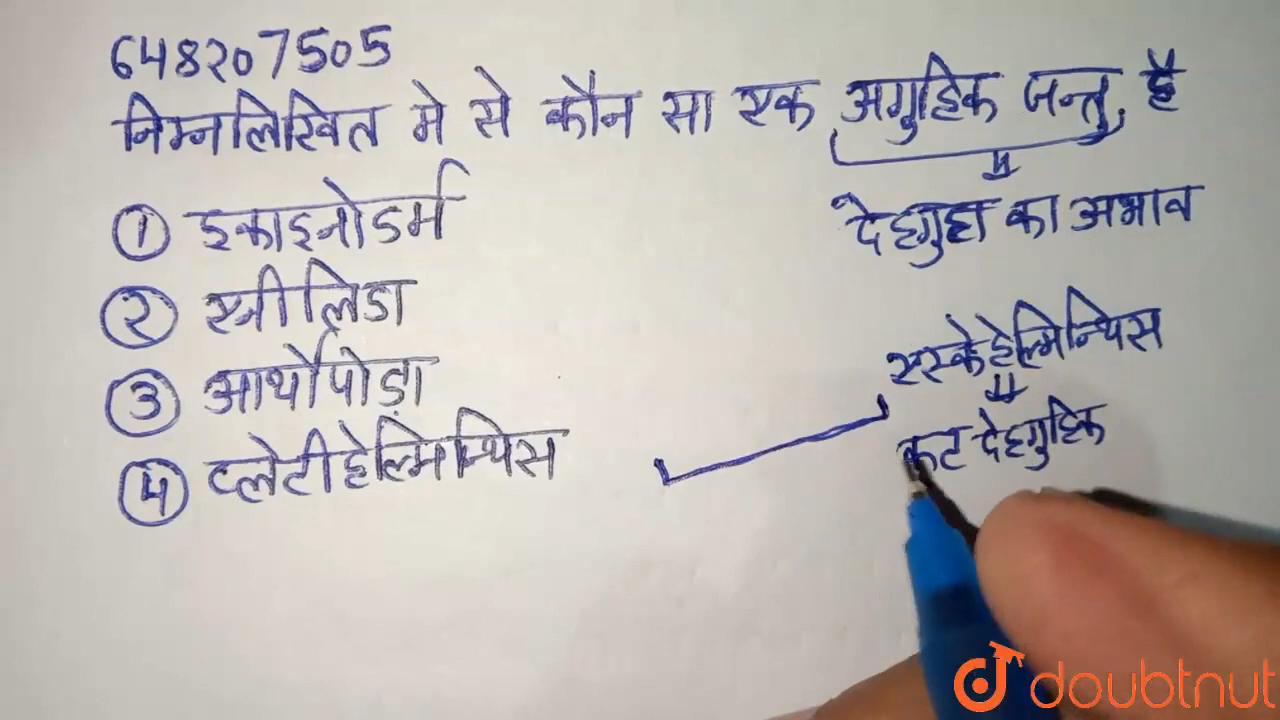 648207505
निम्नलिखित मे से कौन सा एक अगुहिक जन्तु है
देहगुहा का अभाव
① इकाइनोडर्म
② एनीलिडा
③ आर्थोपोड़ा
④ प्लेटीहेल्मिन्थिस
एस्केहेल्मिन्थिस
कूट देहगुहिक
doubtnut